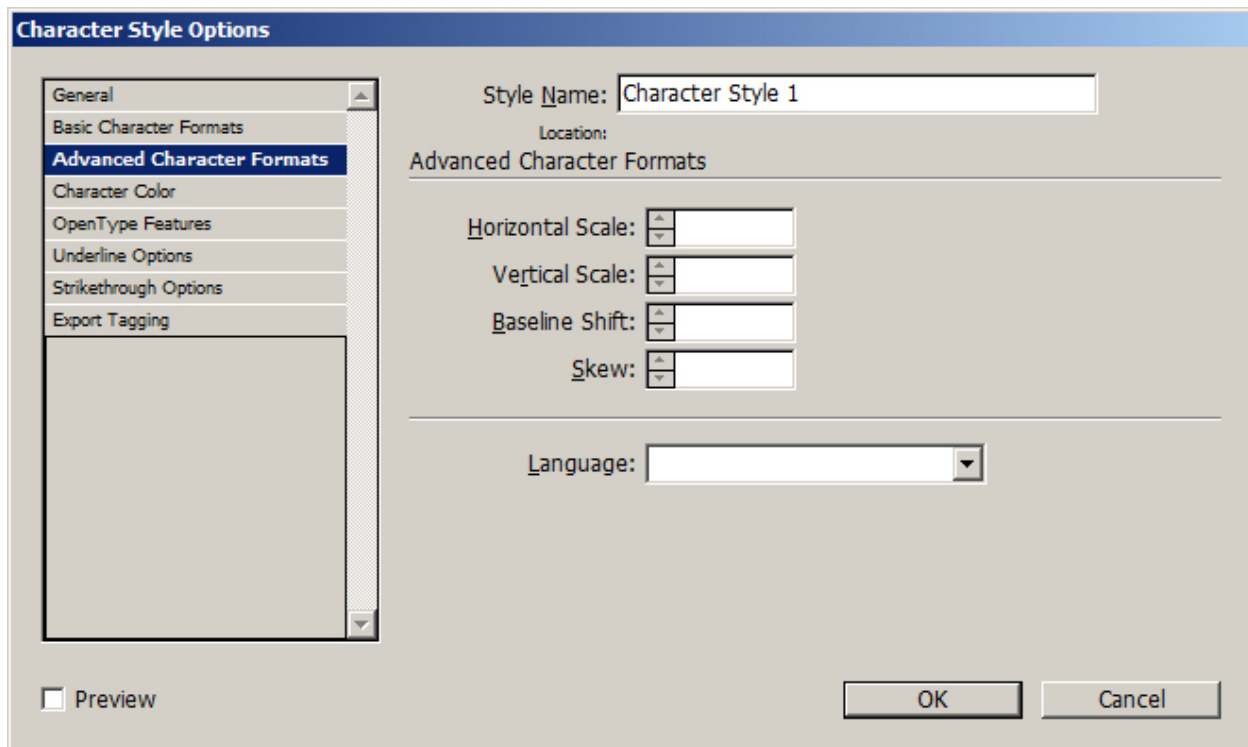 Character Style Options
General
Basic Character Formats
Advanced Character Formats
Character Color
OpenType Features
Underline Options
Strikethrough Options
Export Tagging
Style Name: Character Style 1
Location:
Advanced Character Formats
Horizontal Scale:
Vertical Scale:
Baseline Shift:
Skew:
Language:
Preview
OK Cancel